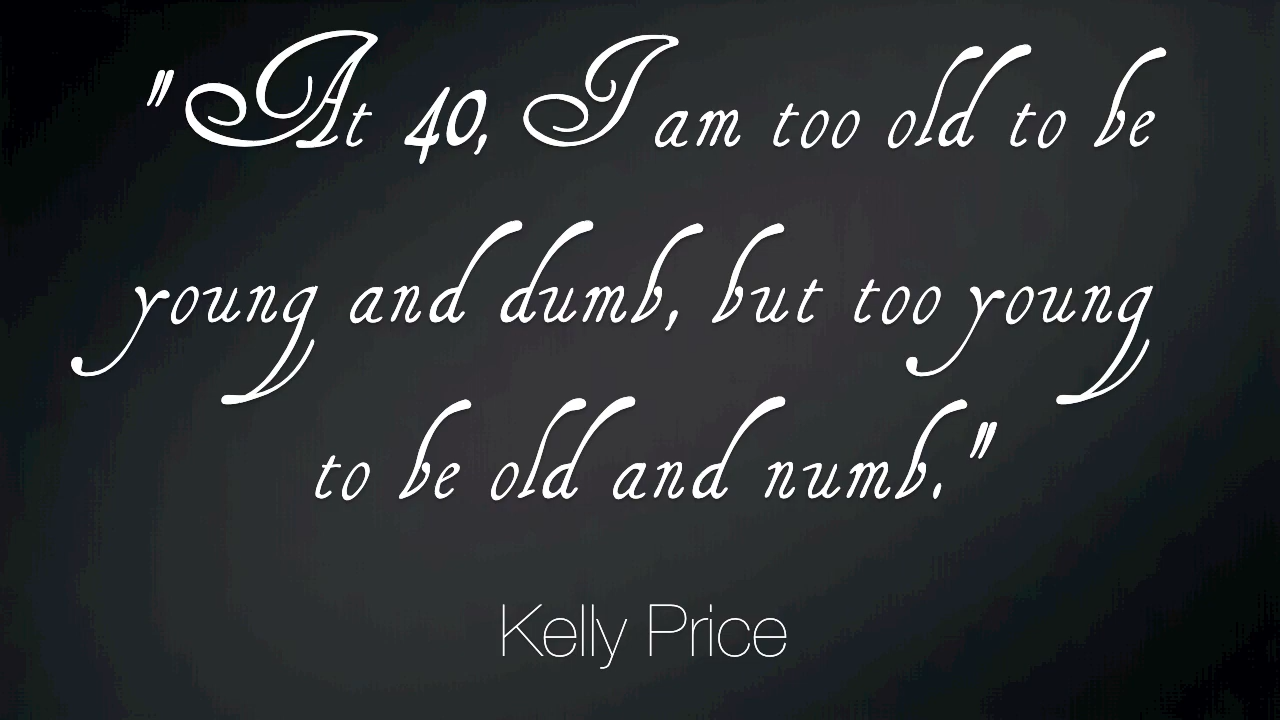 "At 40, I am too old to be
young and dumb, but too young
to be old and numb."
Kelly Price